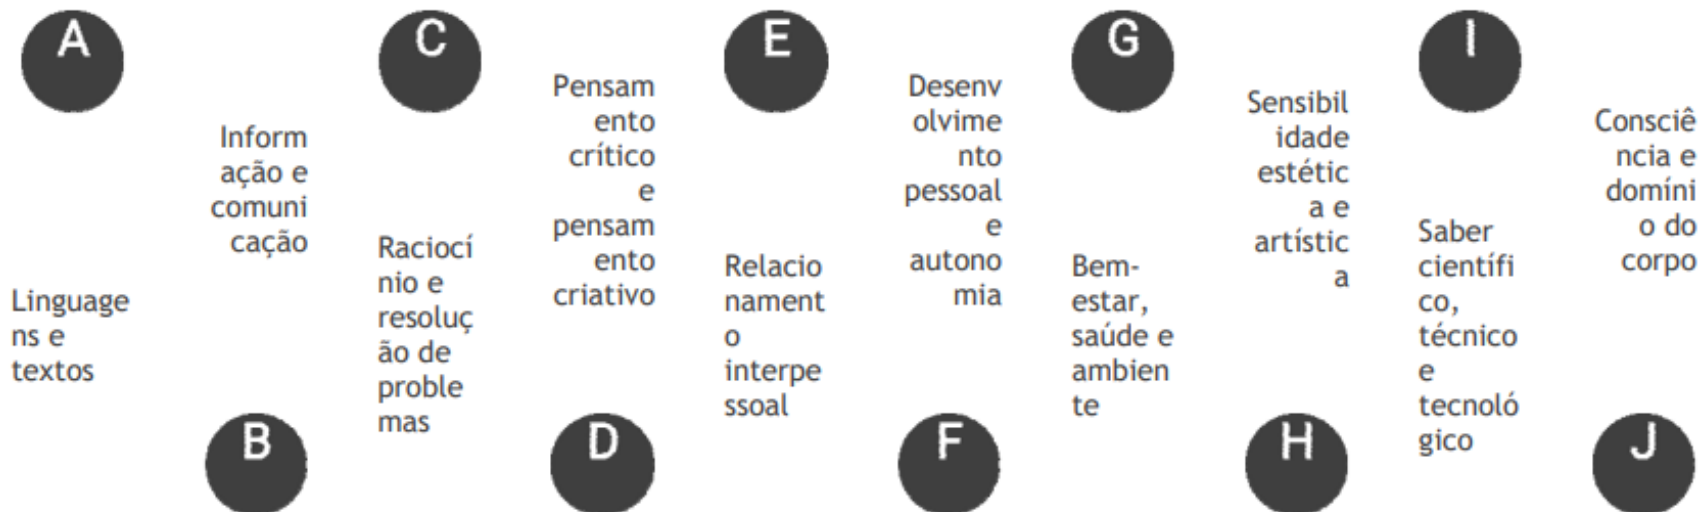 A
Linguage
ns e
textos
Inform
ação e
comuni
cação
B
C
Raciocí
nio e
resoluç
ão de
proble
mas
Pensam
ento
crítico
e
pensam
ento
criativo
D
E
Relacio
nament
o
interpe
ssoal
Desenv
olvime
nto
pessoal
e
autono
mia
F
G
Bem-
estar,
saúde e
ambien
te
Sensibil
idade
estétic
a e
artístic
a
H
I
Saber
científi
co,
técnico
e
tecnoló
gico
Consciê
ncia e
domíni
o do
corpo
J